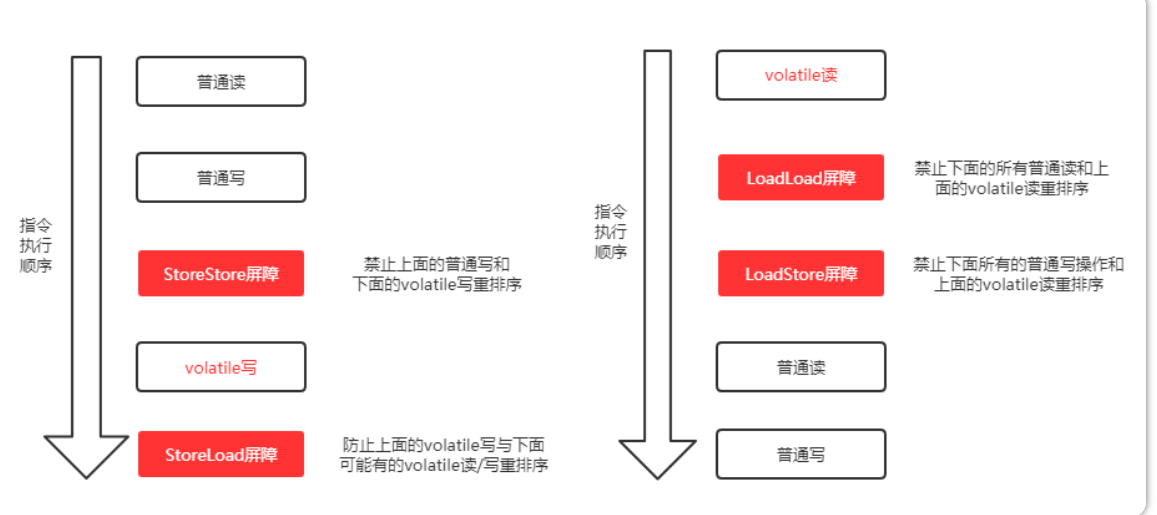 普通读
普通写
指令
执行
顺序
StoreStore屏障
禁止上面的普通写和
下面的volatile写重排序
volatile写
StoreLoad屏障
防止上面的volatile写与下面
可能有的volatile读/写重排序
volatile读
LoadLoad屏障
禁止下面的所有普通读和上
面的volatile读重排序
指令
执行
顺序
LoadStore屏障
禁止下面所有的普通写操作和
上面的volatile读重排序
普通读
普通写